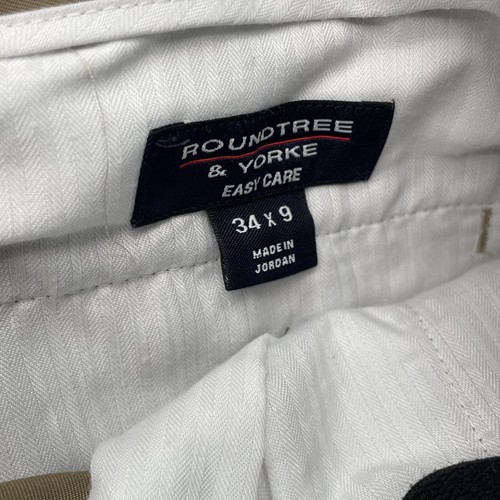 ROUNDTREE
& YORKE
EASY CARE
34 X 9
MADE IN
JORDAN